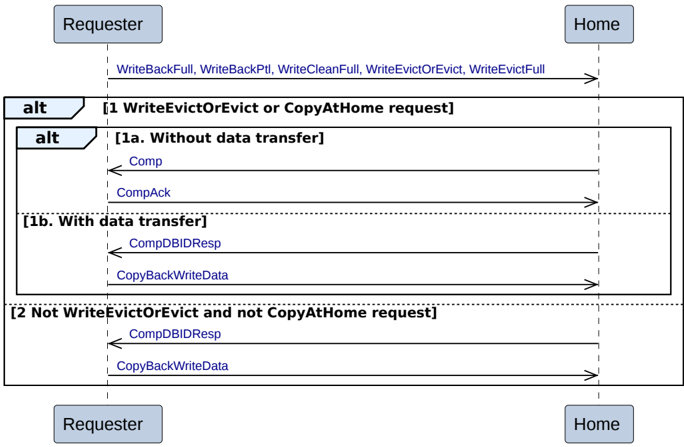 Requester
Home
WriteBackFull, WriteBackPtl, WriteCleanFull, WriteEvictOrEvict, WriteEvictFull
alt
[1 WriteEvictOrEvict or CopyAtHome request]
alt
[1a. Without data transfer]
Comp
CompAck
[1b. With data transfer]
CompDBIDResp
CopyBackWriteData
[2 Not WriteEvictOrEvict and not CopyAtHome request]
CompDBIDResp
CopyBackWriteData
Requester
Home